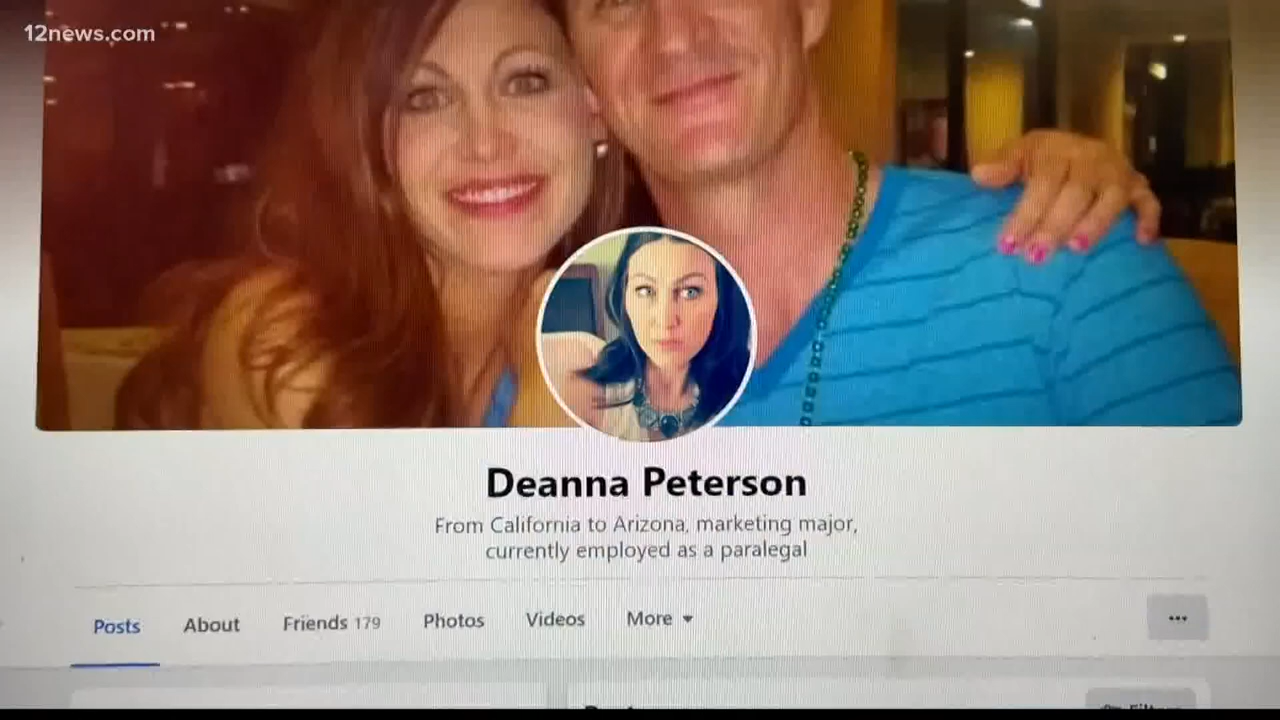 12news.com
Deanna Peterson
From California to Arizona, marketing major,
currently employed as a paralegal
Posts About Friends 179 Photos Videos More